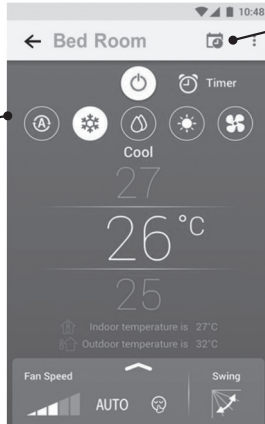 10:48
Bed Room
Timer
A
Cool
27
26°C
25
Indoor temperature is 27°C
Outdoor temperature is 32°C
Fan Speed
Swing
AUTO